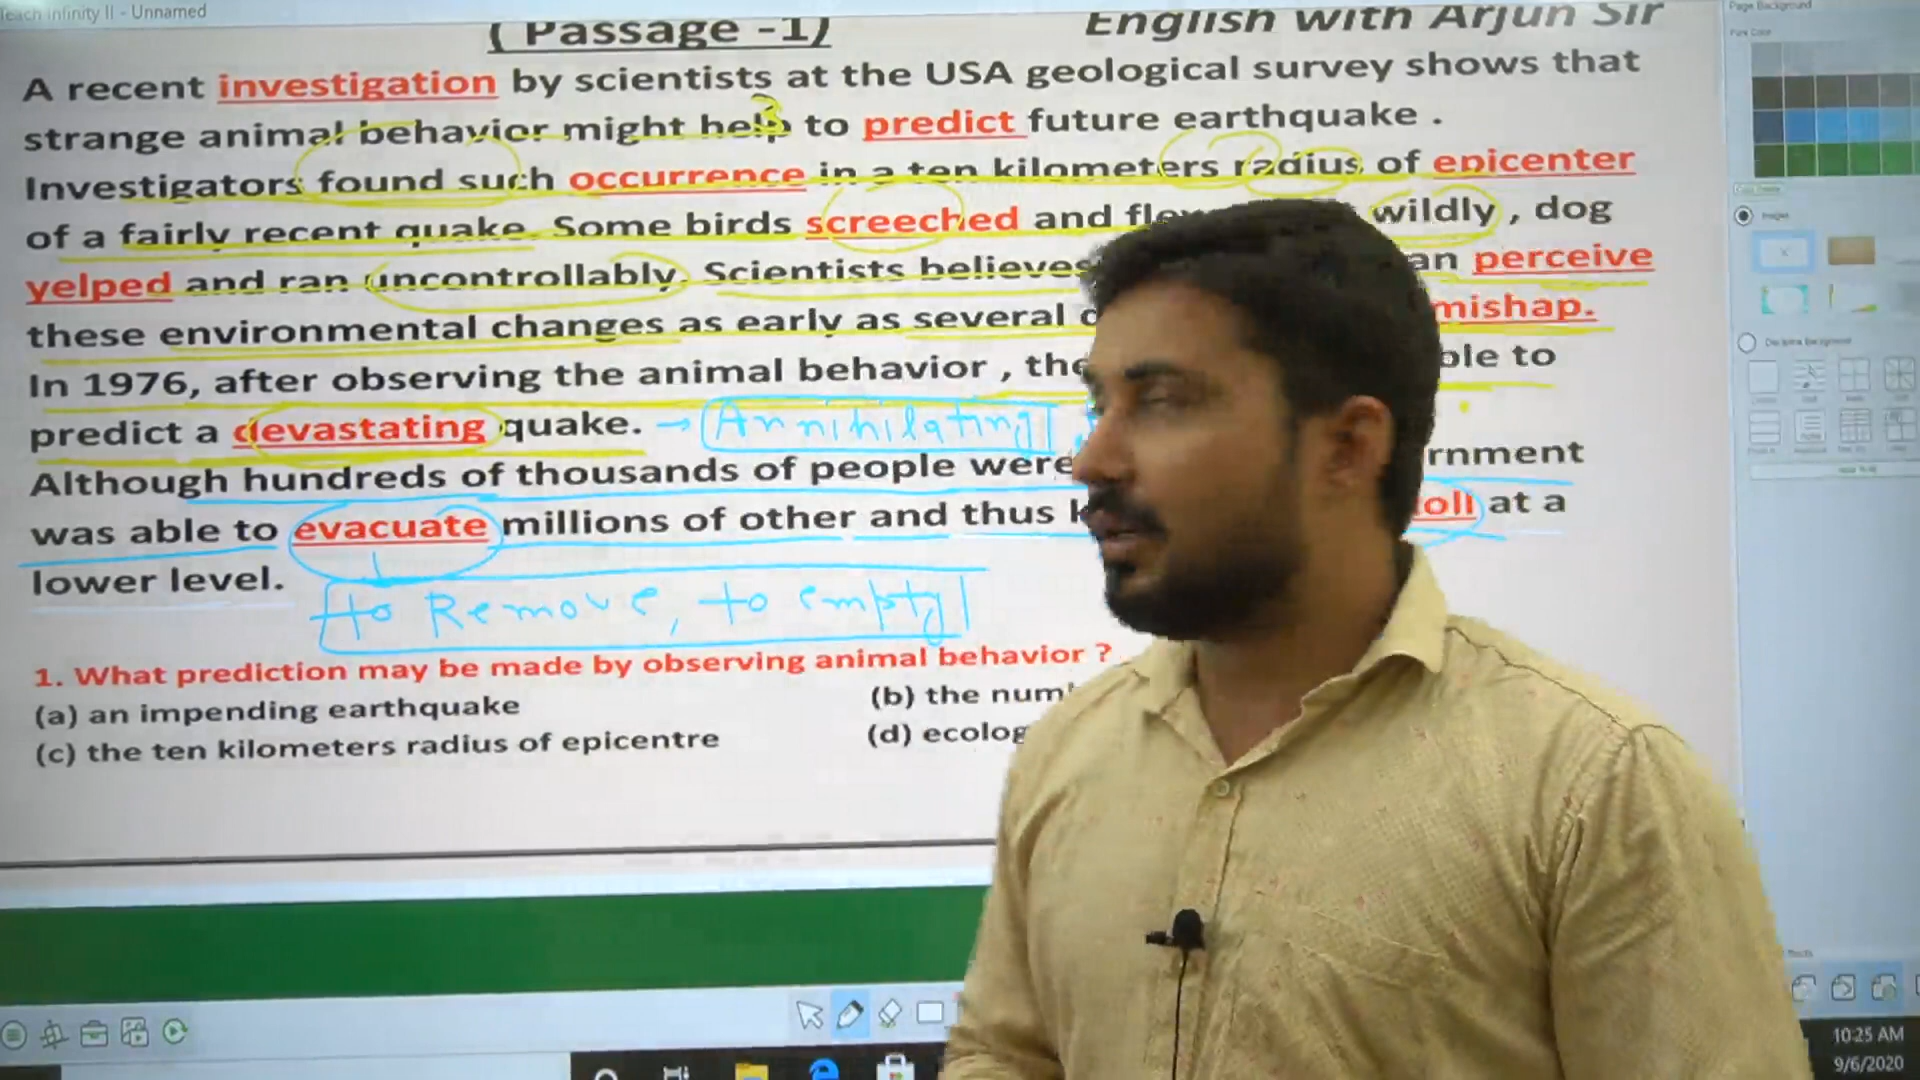 Teach Infinity II - Unnamed
Page Background
( Passage -1)
English with Arjun Sir
A recent investigation by scientists at the USA geological survey shows that
strange animal behavior might help to predict future earthquake .
3
Investigators found such occurrence in a ten kilometers radius of epicenter
of a fairly recent quake. Some birds screeched and wildly , dog
yelped and ran uncontrollably. Scientists believes perceive
these environmental changes as early as several mishap.
In 1976, after observing the animal behavior , to
predict a devastating quake. → Annihilating
Although hundreds of thousands of people were
was able to evacuate millions of other and thus at a
lower level.
to Remove, to empty
1. What prediction may be made by observing animal behavior ?
(a) an impending earthquake
(b) the
(c) the ten kilometers radius of epicentre
(d)
10:25 AM
9/6/2020